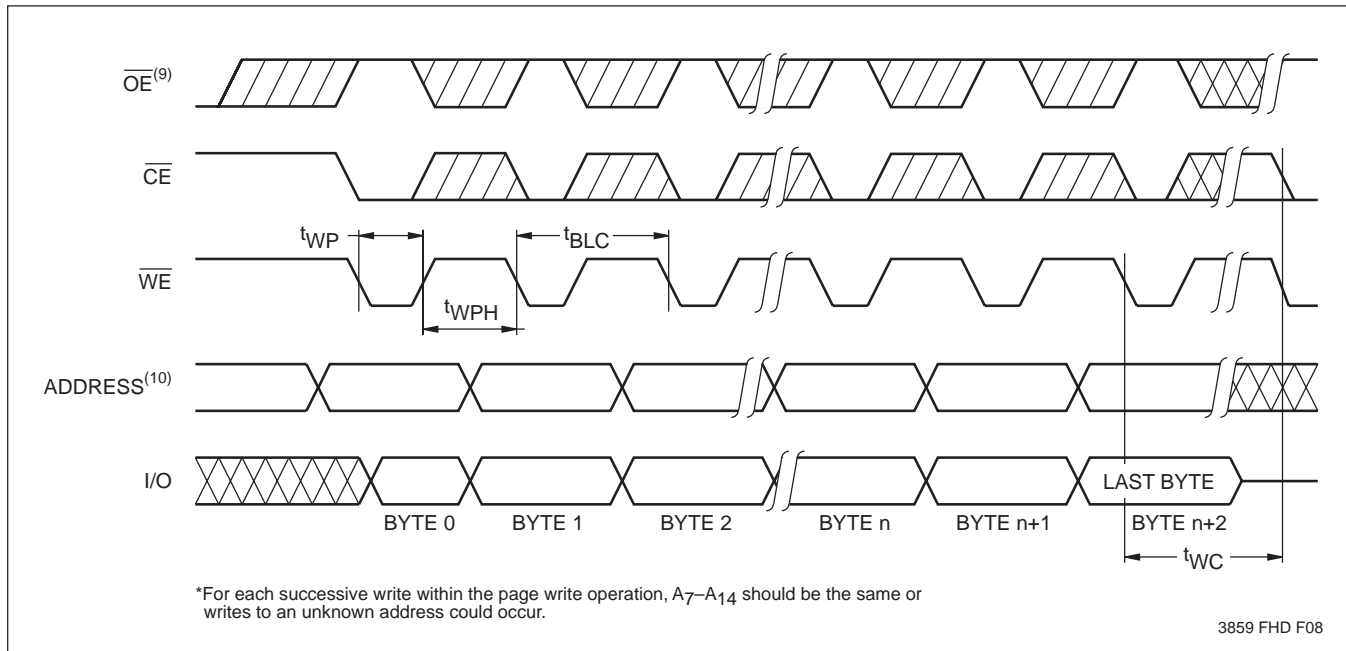 OE(9)
CE
tWP
tBLC
WE
tWPH
ADDRESS(10)
I/O
LAST BYTE
BYTE 0 BYTE 1 BYTE 2 BYTE n BYTE n+1 BYTE n+2
tWC
*For each successive write within the page write operation, A7–A14 should be the same or
writes to an unknown address could occur.
3859 FHD F08